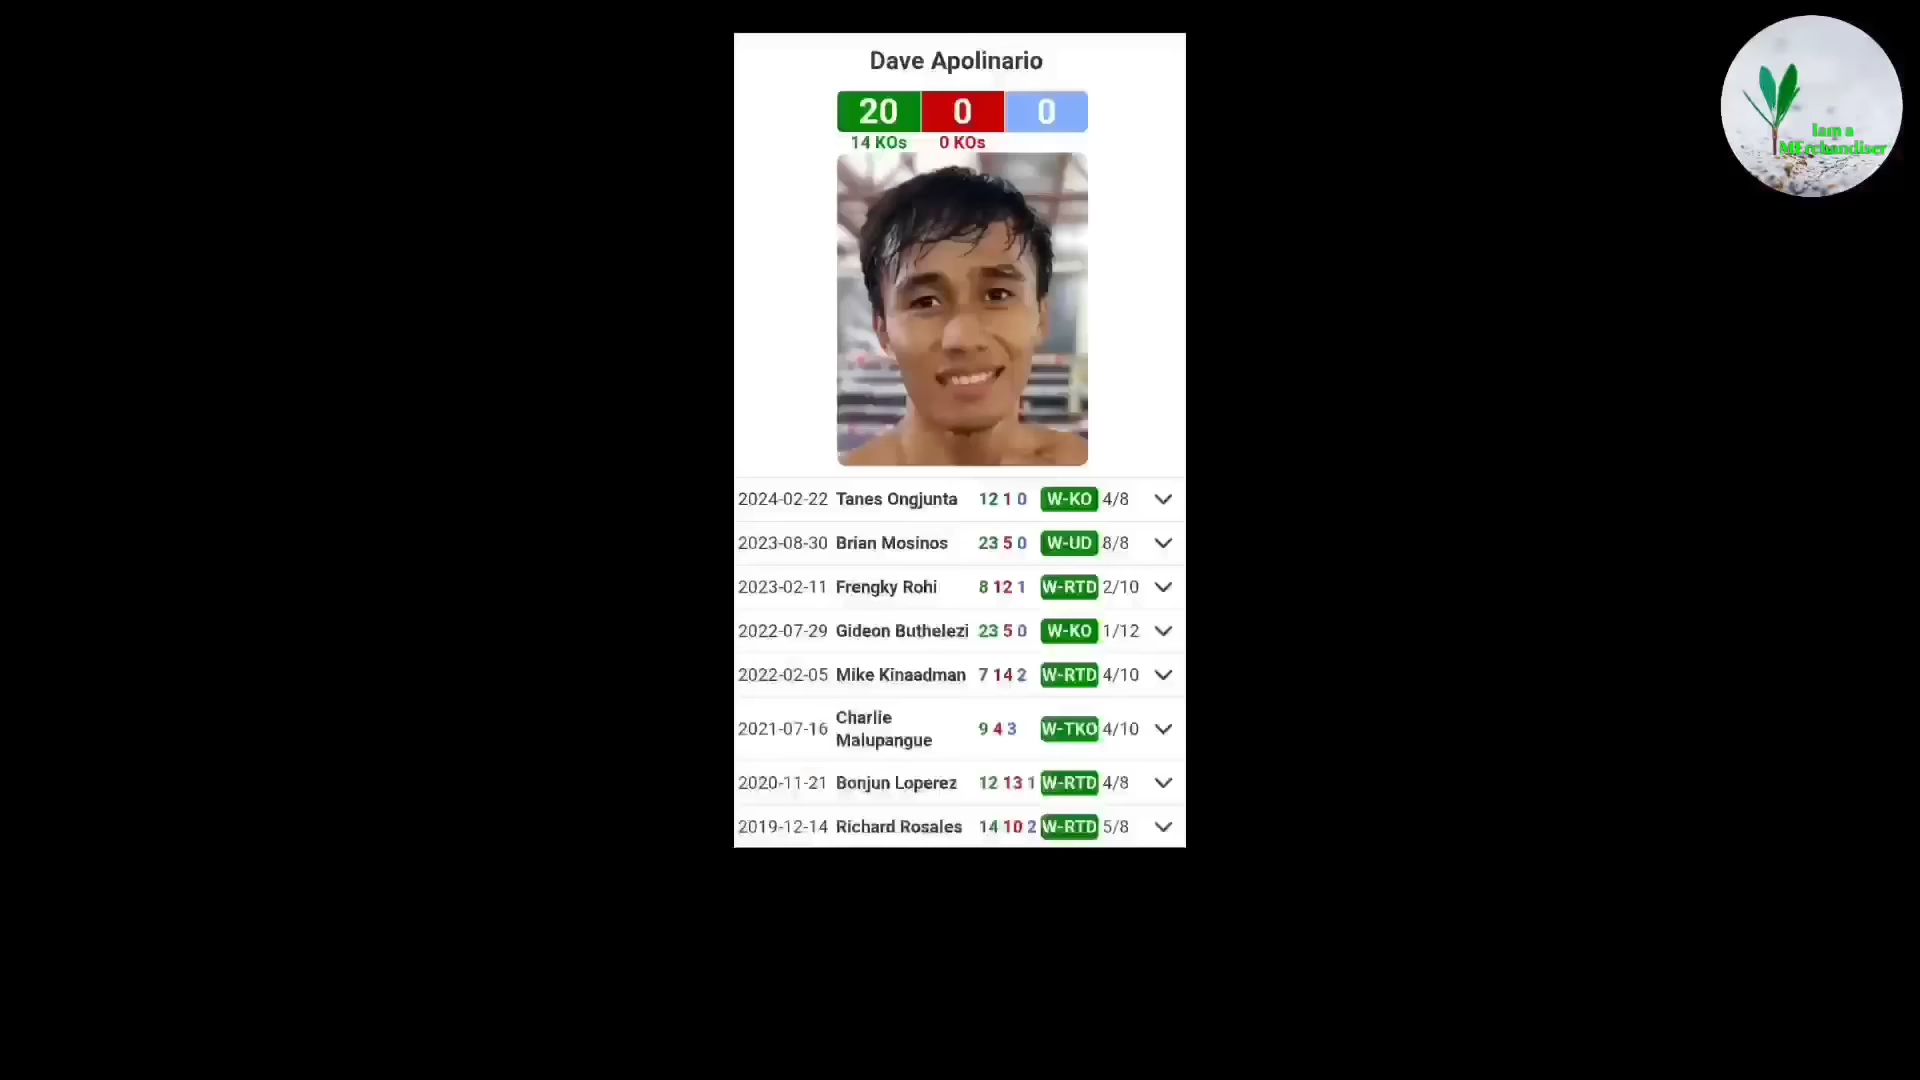 Dave Apolinario
20 0 0
14 KOs 0 KOs
Iam a
MErchandiser
2024-02-22 Tanes Ongjunta 12 1 0 W-KO 4/8
2023-08-30 Brian Mosinos 23 5 0 W-UD 8/8
2023-02-11 Frengky Rohi 8 12 1 W-RTD 2/10
2022-07-29 Gideon Buthelezi 23 5 0 W-KO 1/12
2022-02-05 Mike Kinaadman 7 14 2 W-RTD 4/10
2021-07-16 Charlie Malupangue 9 4 3 W-TKO 4/10
2020-11-21 Bonjun Loperez 12 13 1 W-RTD 4/8
2019-12-14 Richard Rosales 14 10 2 W-RTD 5/8